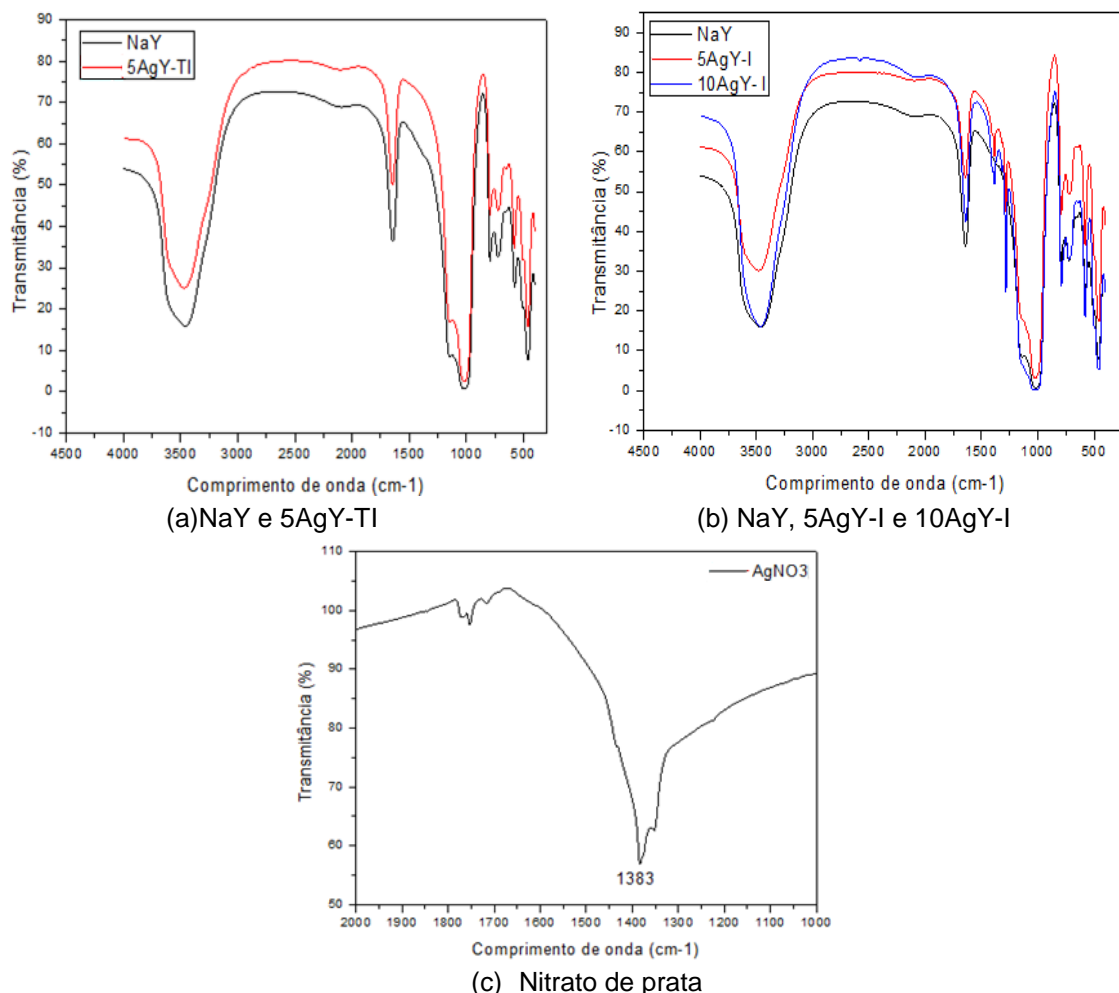 NaY
5AgY-TI
Transmitância (%)
90
80
70
60
50
40
30
20
10
0
-10
4500 4000 3500 3000 2500 2000 1500 1000 500
Comprimento de onda (cm-1)
(a)NaY e 5AgY-TI
NaY
5AgY-I
10AgY- I
Transmitância (%)
90
80
70
60
50
40
30
20
10
0
-10
4500 4000 3500 3000 2500 2000 1500 1000 500
Comprimento de onda (cm-1)
(b) NaY, 5AgY-I e 10AgY-I
AgNO3
Transmitância (%)
110
100
90
80
70
60
50
1383
2000 1900 1800 1700 1600 1500 1400 1300 1200 1100 1000
Comprimento de onda (cm-1)
(c) Nitrato de prata